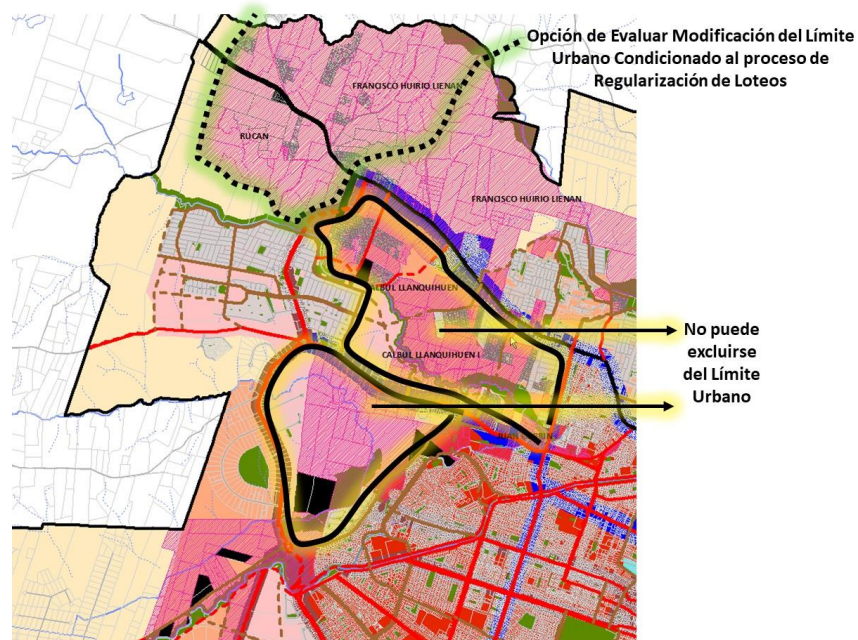 Opción de Evaluar Modificación del Límite
Urbano Condicionado al proceso de
Regularización de Loteos
FRANCISCO HUIRIO LIENAN
RUCAN
FRANCISCO HUIRIO LIENAN
CALBUL LLANQUIHUEN
No puede
excluirse
del Límite
Urbano
CALBUL LLANQUIHUEN I